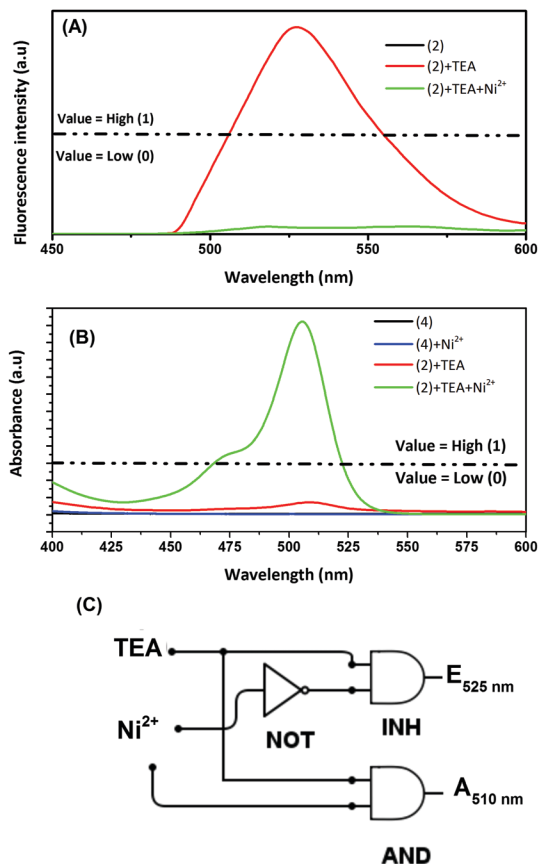 (A)
Fluorescence intensity (a.u)
(2)
(2)+TEA
(2)+TEA+Ni²⁺
Value = High (1)
Value = Low (0)
450 500 550 600
Wavelength (nm)
(B)
Absorbance (a.u)
(4)
(4)+Ni²⁺
(2)+TEA
(2)+TEA+Ni²⁺
Value = High (1)
Value = Low (0)
400 425 450 475 500 525 550 575 600
Wavelength (nm)
(C)
TEA
E525 nm
Ni²⁺
NOT
INH
A510 nm
AND